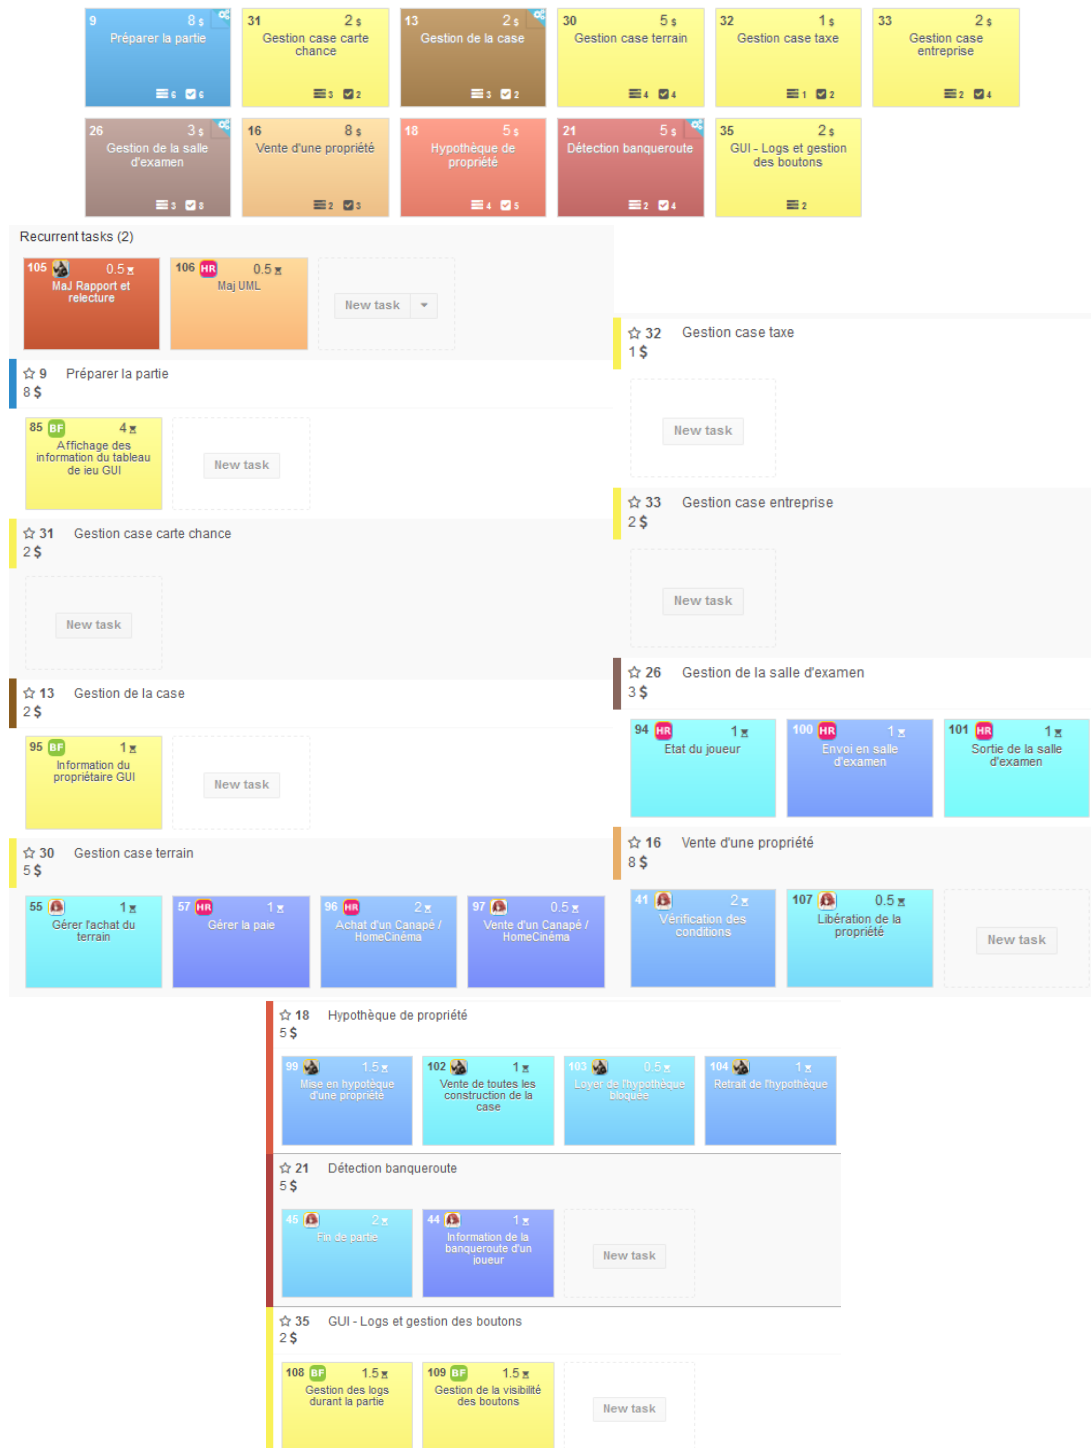 9 8 $
Préparer la partie
6 6
31 2 $
Gestion case carte
chance
3 2
13 2 $
Gestion de la case
3 2
30 5 $
Gestion case terrain
4 4
32 1 $
Gestion case taxe
1 2
33 2 $
Gestion case
entreprise
2 4
26 3 $
Gestion de la salle
d'examen
3 8
16 8 $
Vente d'une propriété
2 3
18 5 $
Hypothèque de
propriété
4 5
21 5 $
Détection banqueroute
2 4
35 2 $
GUI - Logs et gestion
des boutons
2
Recurrent tasks (2)
105 0.5
MaJ Rapport et
relecture
106 HR 0.5
Maj UML
New task
9 Préparer la partie
8 $
85 BF 4
Affichage des
information du tableau
de jeu GUI
New task
31 Gestion case carte chance
2 $
New task
13 Gestion de la case
2 $
95 BF 1
Information du
propriétaire GUI
New task
30 Gestion case terrain
5 $
55 1
Gérer l'achat du
terrain
57 HR 1
Gérer la paie
96 HR 2
Achat d'un Canapé /
HomeCinéma
97 0.5
Vente d'un Canapé /
HomeCinéma
32 Gestion case taxe
1 $
New task
33 Gestion case entreprise
2 $
New task
26 Gestion de la salle d'examen
3 $
94 HR 1
Etat du joueur
100 HR 1
Envoi en salle
d'examen
101 HR 1
Sortie de la salle
d'examen
16 Vente d'une propriété
8 $
41 2
Vérification des
conditions
107 0.5
Libération de la
propriété
New task
18 Hypothèque de propriété
5 $
99 1.5
Mise en hypotèque
d'une propriété
102 1
Vente de toutes les
construction de la
case
103 0.5
Loyer de l'hypothèque
bloquée
104 1
Retrait de l'hypothèque
21 Détection banqueroute
5 $
45 2
Fin de partie
44 1
Information de la
banqueroute d'un
joueur
New task
35 GUI - Logs et gestion des boutons
2 $
108 BF 1.5
Gestion des logs
durant la partie
109 BF 1.5
Gestion de la visibilité
des boutons
New task